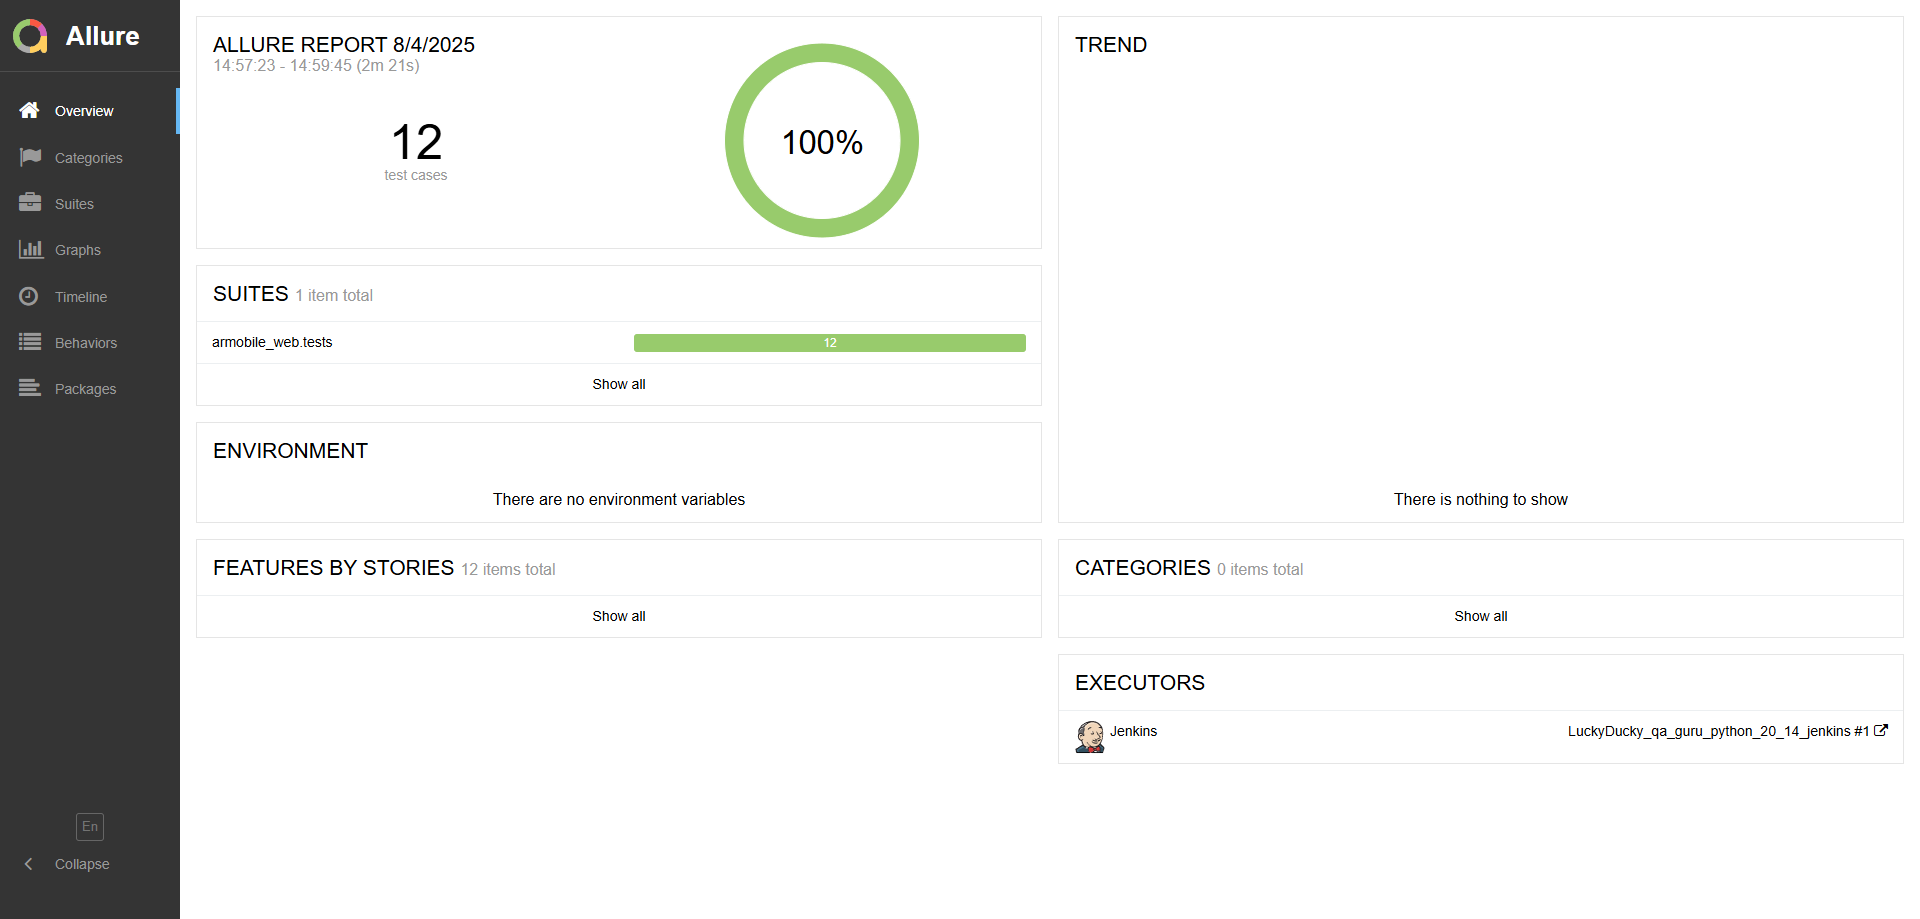 Allure
Overview
Categories
Suites
Graphs
Timeline
Behaviors
Packages
En
Collapse
ALLURE REPORT 8/4/2025
14:57:23 - 14:59:45 (2m 21s)
12
test cases
100%
SUITES 1 item total
armobile_web.tests 12
Show all
ENVIRONMENT
There are no environment variables
FEATURES BY STORIES 12 items total
Show all
TREND
There is nothing to show
CATEGORIES 0 items total
Show all
EXECUTORS
Jenkins LuckyDucky_qa_guru_python_20_14_jenkins #1